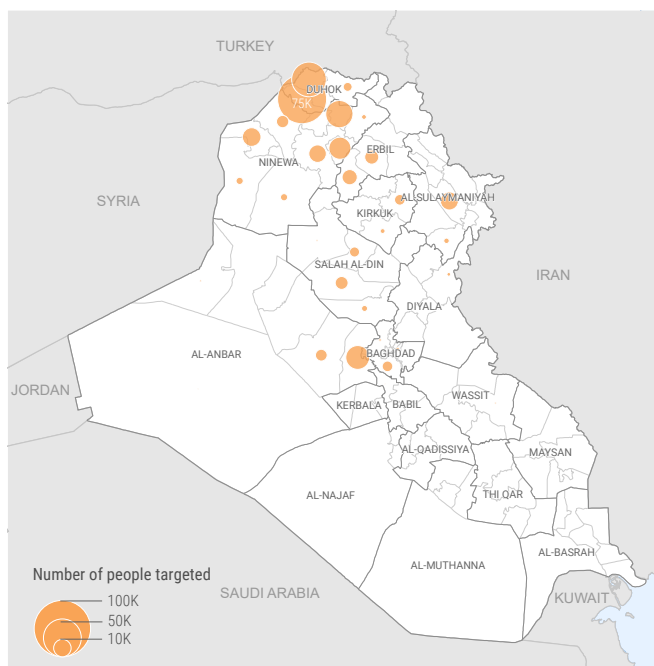 TURKEY
DUHOK
75K
ERBIL
NINEWA
SYRIA
AL-SULAYMANIYAH
KIRKUK
SALAH AL-DIN
IRAN
DIYALA
AL-ANBAR
BAGHDAD
JORDAN
WASSIT
KERBALA
BABIL
AL-QADISSIYA
MAYSAN
AL-NAJAF
THI QAR
AL-BASRAH
AL-MUTHANNA
Number of people targeted
SAUDI ARABIA
KUWAIT
100K
50K
10K